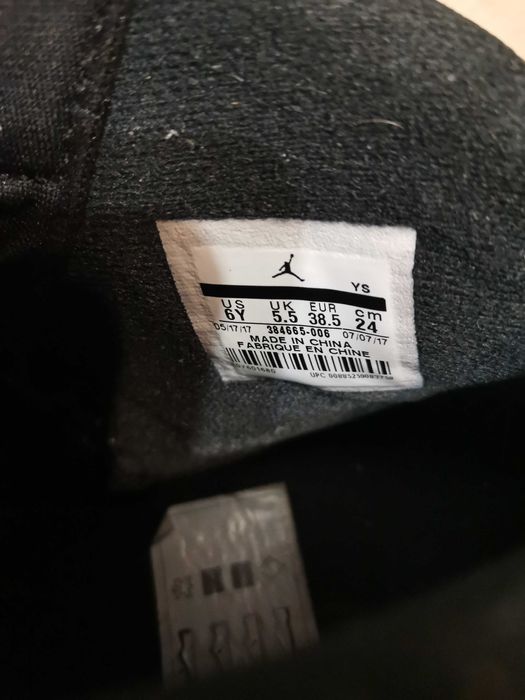 YS
US UK EUR cm
6Y 5.5 38.5 24
05/17/17 384665-006 07/07/17
MADE IN CHINA
FABRIQUE EN CHINE